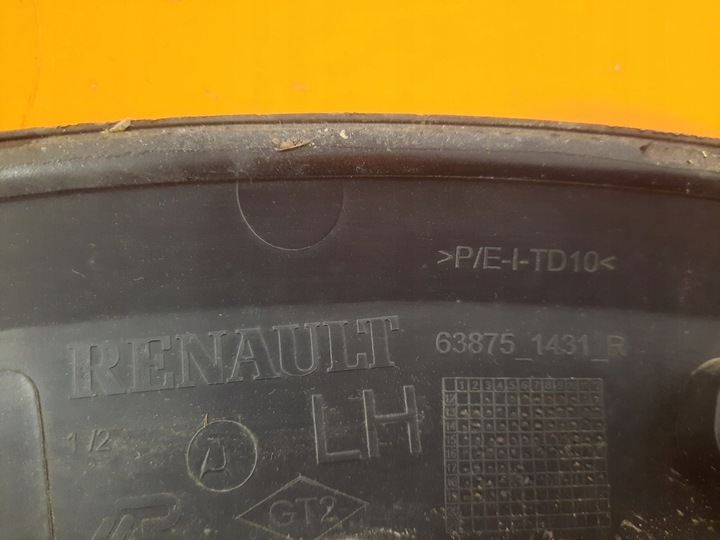 >P/E-I-TD10<
RENAULT
63875_1431_R
1/2
LH
GT2